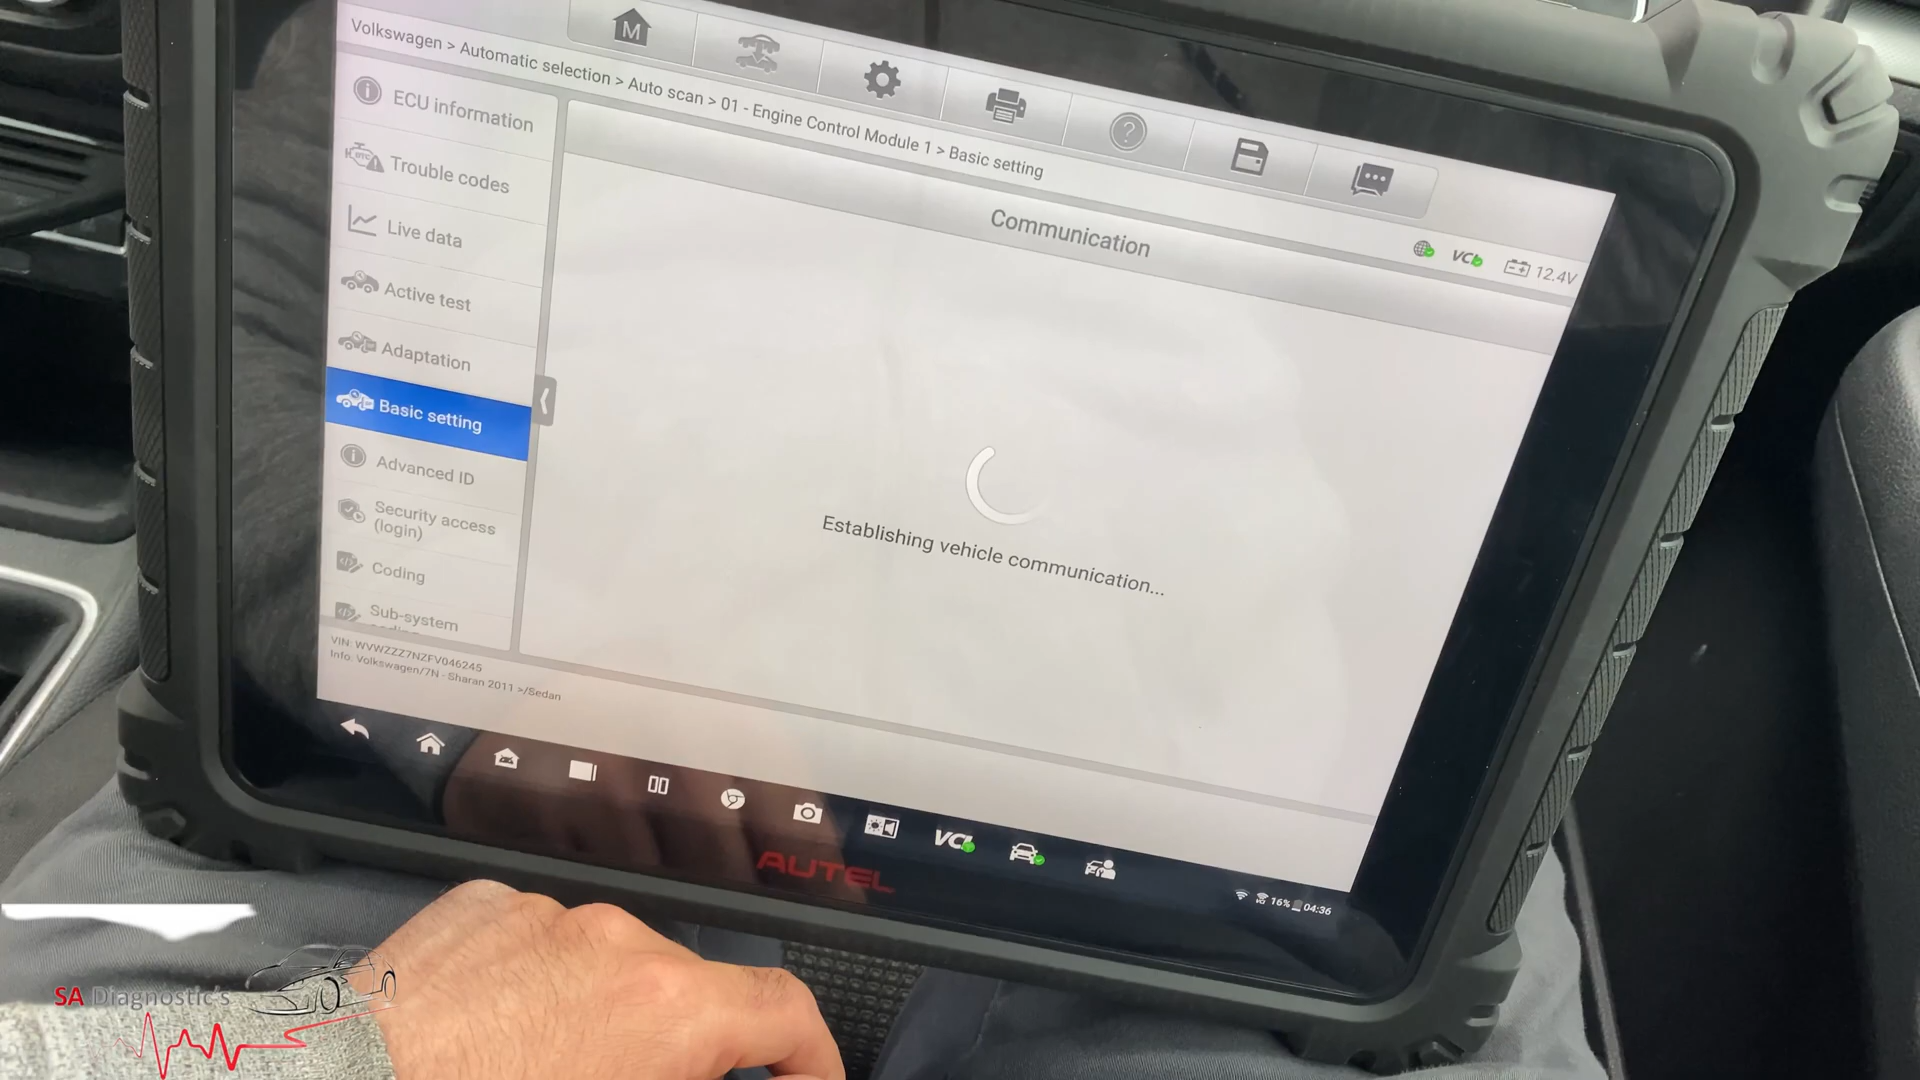 M
Volkswagen > Automatic selection > Auto scan > 01 - Engine Control Module 1 > Basic setting
VCI
12.4V
Communication
ECU information
DTC
Trouble codes
Live data
Active test
Adaptation
Basic setting
Advanced ID
Security access
(login)
Coding
Sub-system
Establishing vehicle communication...
VIN: WVWZZZ7NZFV046245
Info: Volkswagen/7N - Sharan 2011 >/Sedan
VCI
AUTEL
16% 04:36
SA Diagnostic's